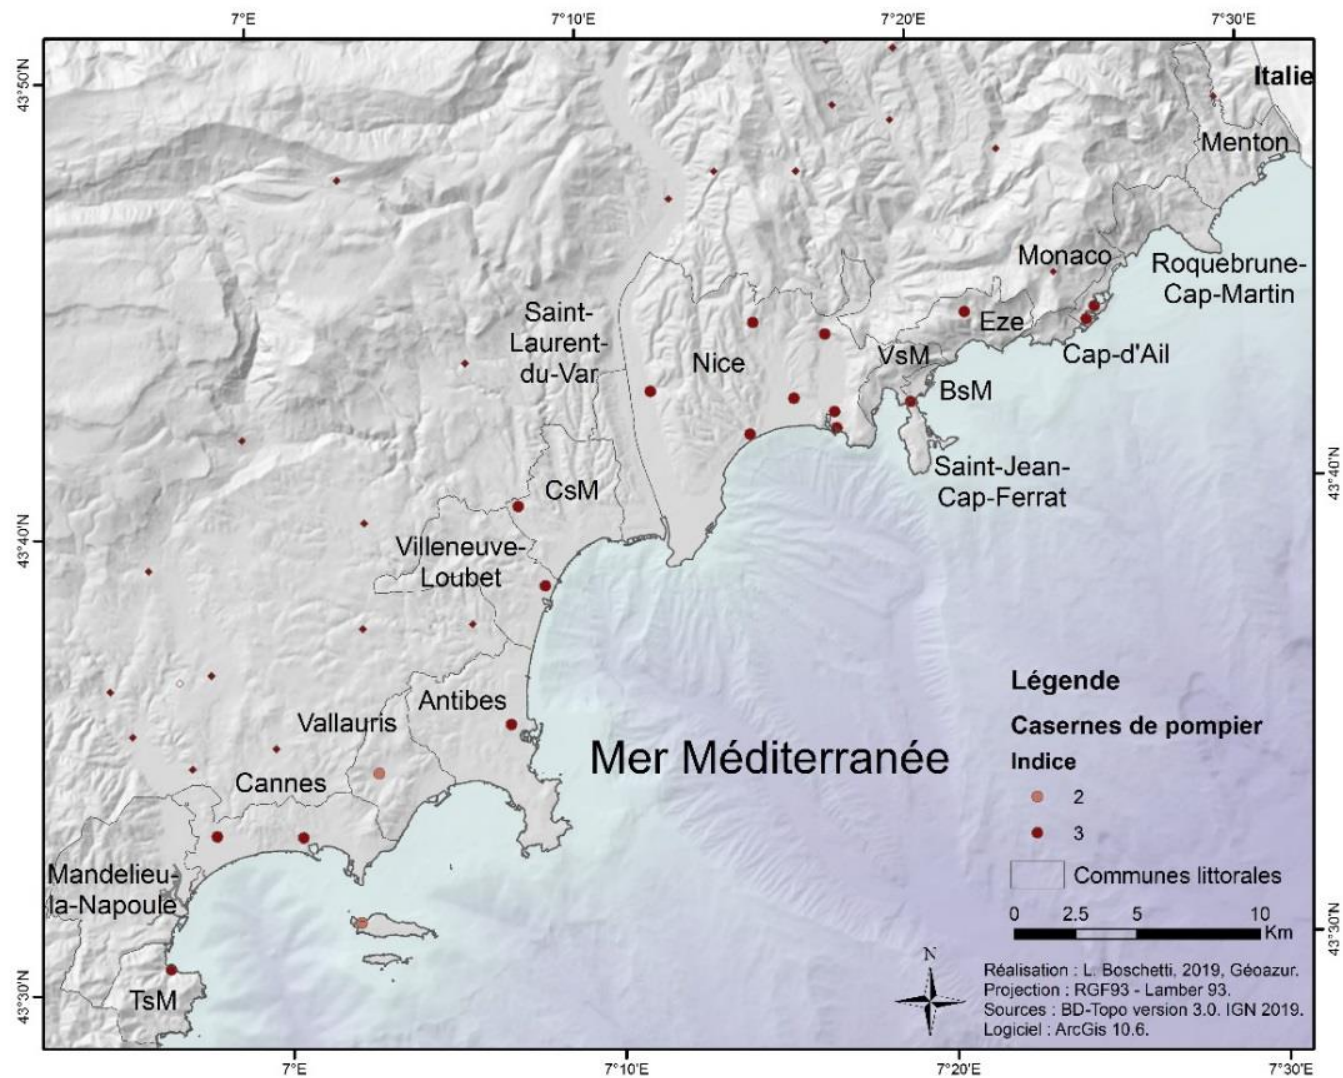 7°E
7°10'E
7°20'E
7°30'E
43°50'N
Italie
Menton
Monaco
Roquebrune-
Cap-Martin
Saint-
Laurent-
du-Var
Nice
Eze
VsM
Cap-d'Ail
BsM
Saint-Jean-
Cap-Ferrat
43°40'N
CsM
43°40'N
Villeneuve-
Loubet
Antibes
Vallauris
Mer Méditerranée
Cannes
Mandelieu-
la-Napoule
TsM
43°30'N
43°30'N
Légende
Casernes de pompier
Indice
2
3
Communes littorales
0 2.5 5 10
Km
N
Réalisation : L. Boschetti, 2019, Géoazur.
Projection : RGF93 - Lamber 93.
Sources : BD-Topo version 3.0. IGN 2019.
Logiciel : ArcGis 10.6.
7°E
7°10'E
7°20'E
7°30'E